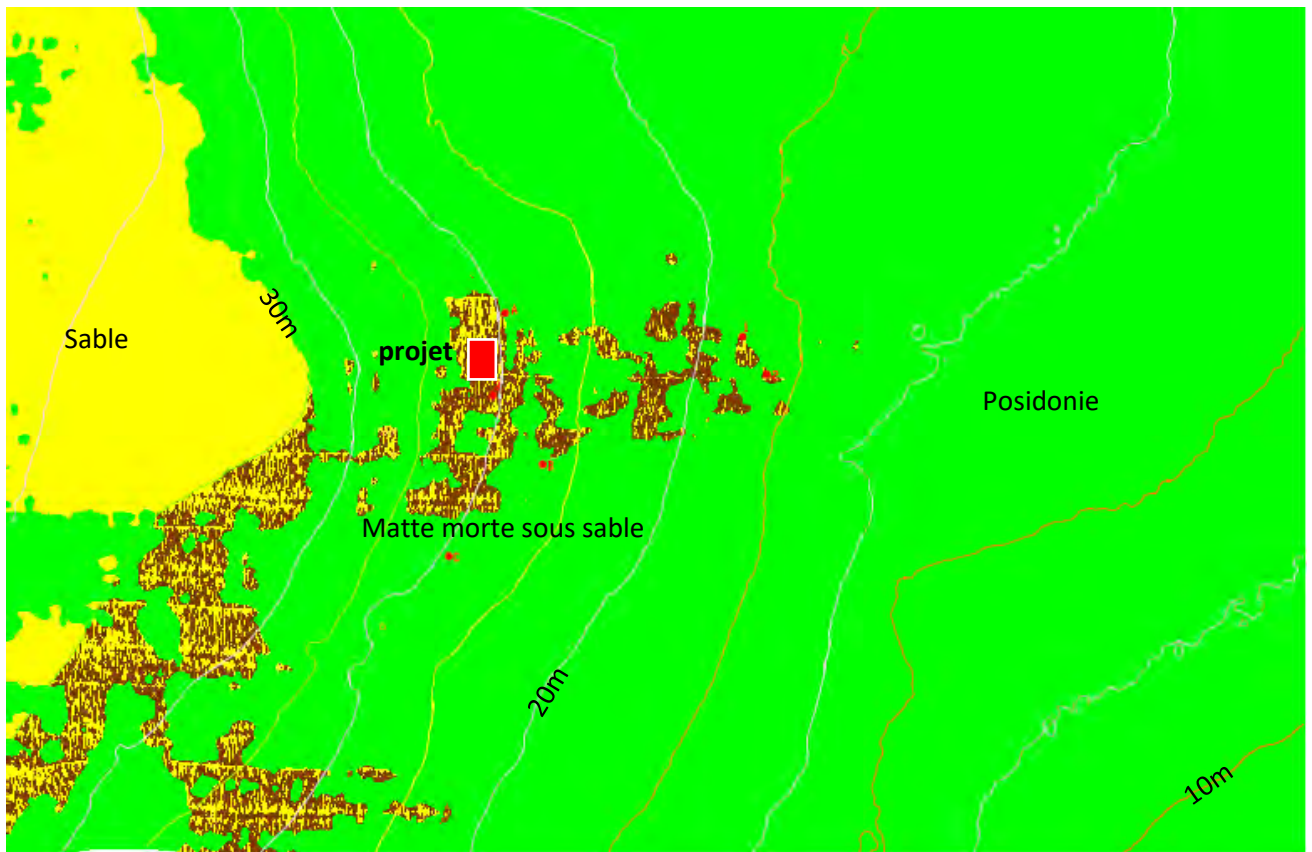 30m
Sable
projet
Posidonie
Matte morte sous sable
20m
10m